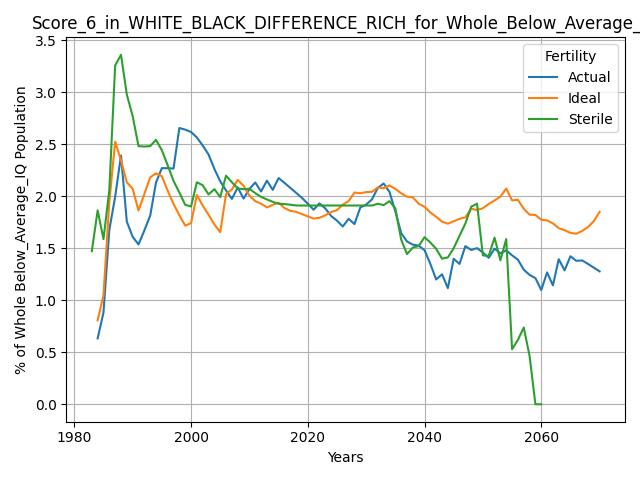 Score_6_in_WHITE_BLACK_DIFFERENCE_RICH_for_Whole_Below_Average_
3.5
3.0
2.5
2.0
1.5
1.0
0.5
0.0
% of Whole Below_Average_IQ Population
Fertility
Actual
Ideal
Sterile
1980
2000
2020
2040
2060
Years